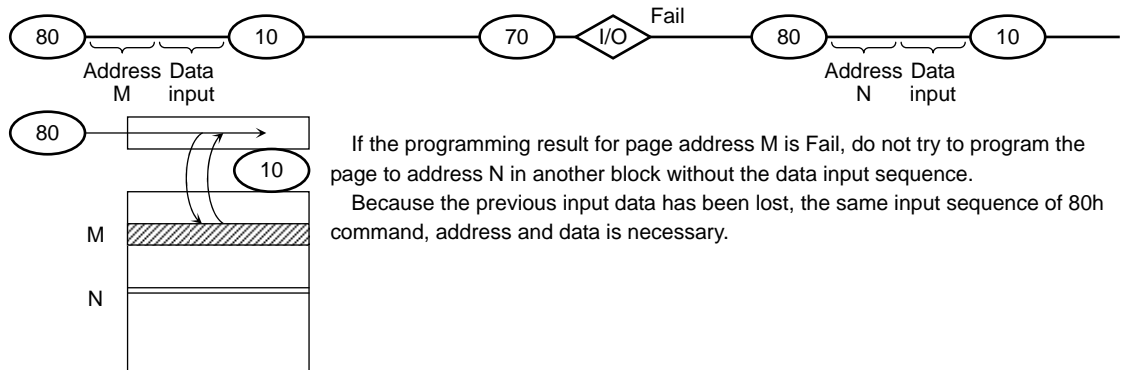 Fail
80 10 70 I/O 80 10
Address Data Address Data
M input N input
80
If the programming result for page address M is Fail, do not try to program the
10
page to address N in another block without the data input sequence.
Because the previous input data has been lost, the same input sequence of 80h
M
command, address and data is necessary.
N